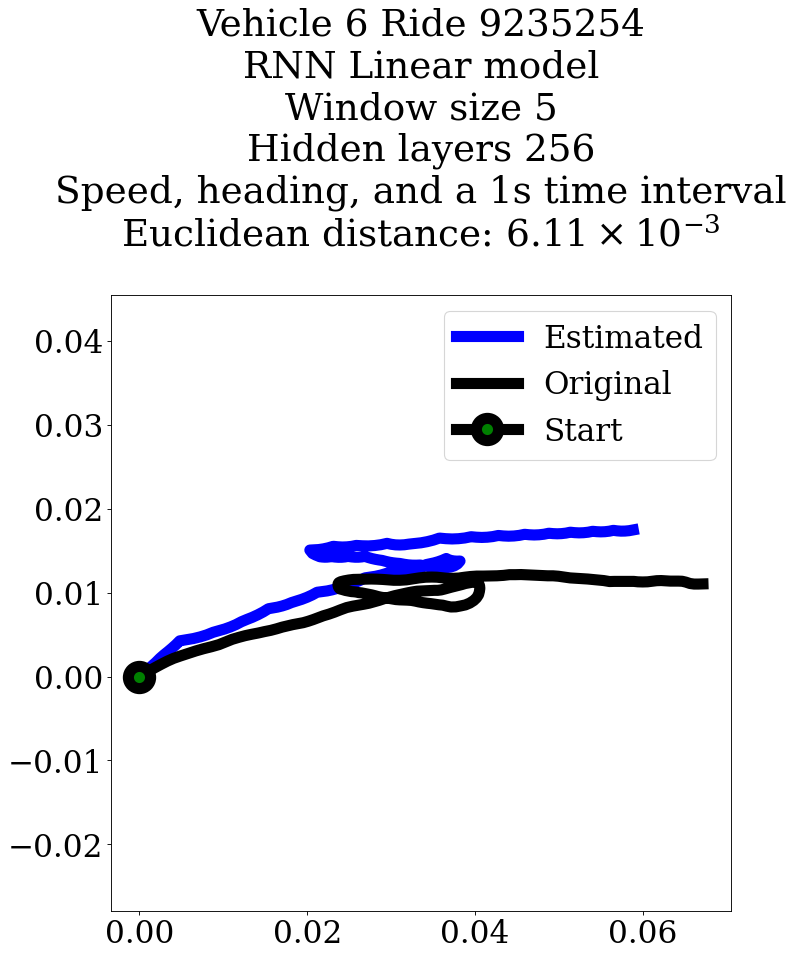 Vehicle 6 Ride 9235254
RNN Linear model
Window size 5
Hidden layers 256
Speed, heading, and a 1s time interval
Euclidean distance: 6.11 × 10⁻³
Estimated
Original
Start
0.04
0.03
0.02
0.01
0.00
−0.01
−0.02
0.00 0.02 0.04 0.06